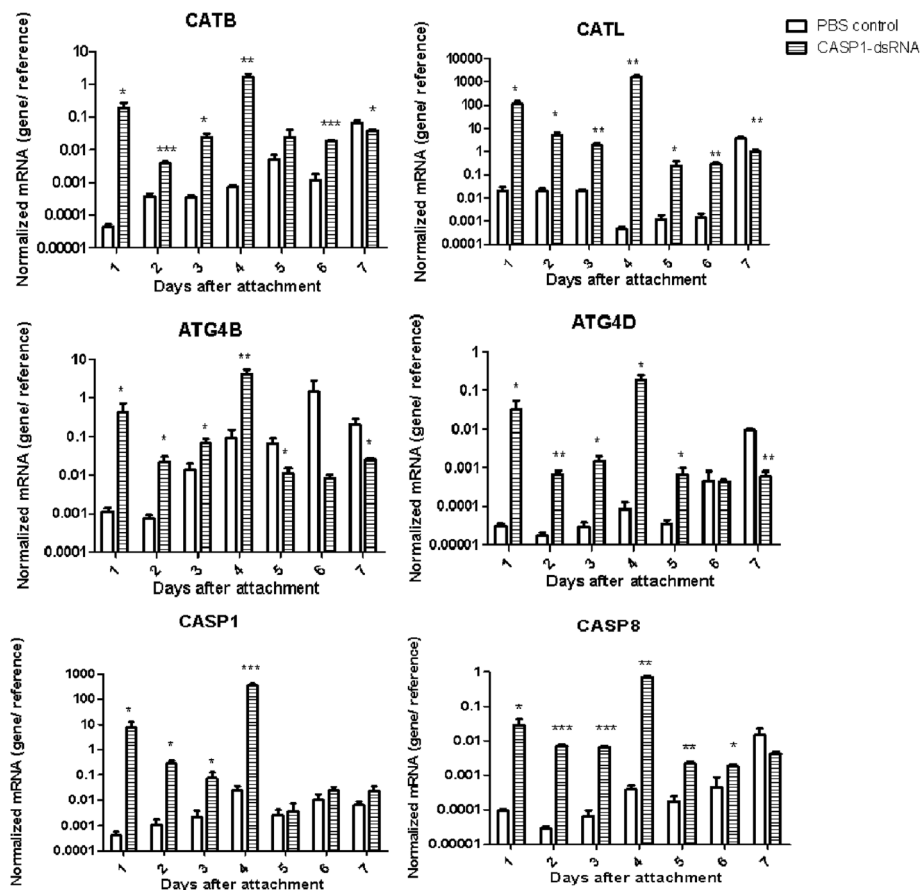 CATB
Normalized mRNA (gene/ reference)
10
1
0.1
0.01
0.001
0.0001
0.00001
*
***
*
**
***
*
1 2 3 4 5 6 7
Days after attachment
CATL
Normalized mRNA (gene/ reference)
10000
1000
100
10
1
0.1
0.01
0.001
0.0001
*
*
**
**
*
**
**
1 2 3 4 5 6 7
Days after attachment
PBS control
CASP1-dsRNA
ATG4B
Normalized mRNA (gene/ reference)
10
1
0.1
0.01
0.001
0.0001
*
*
*
**
*
*
1 2 3 4 5 6 7
Days after attachment
ATG4D
Normalized mRNA (gene/ reference)
1
0.1
0.01
0.001
0.0001
0.00001
*
**
*
*
*
**
1 2 3 4 5 6 7
Days after attachment
CASP1
Normalized mRNA (gene/ reference)
1000
100
10
1
0.1
0.01
0.001
0.0001
*
*
*
***
1 2 3 4 5 6 7
Days after attachment
CASP8
Normalized mRNA (gene/ reference)
1
0.1
0.01
0.001
0.0001
0.00001
*
***
***
**
**
*
1 2 3 4 5 6 7
Days after attachment